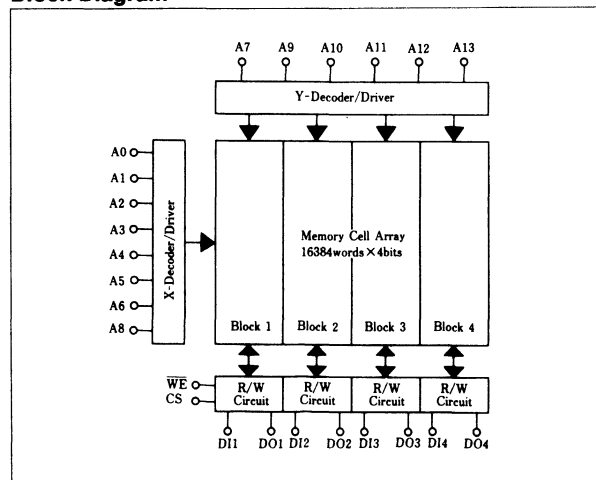 A7 A9 A10 A11 A12 A13
Y-Decoder/Driver
A0
A1
A2
A3
A4
A5
A6
A8
X-Decoder/Driver
Memory Cell Array
16384words×4bits
Block 1 Block 2 Block 3 Block 4
WE
CS
R/W Circuit
R/W Circuit
R/W Circuit
R/W Circuit
DI1 DO1 DI2 DO2 DI3 DO3 DI4 DO4